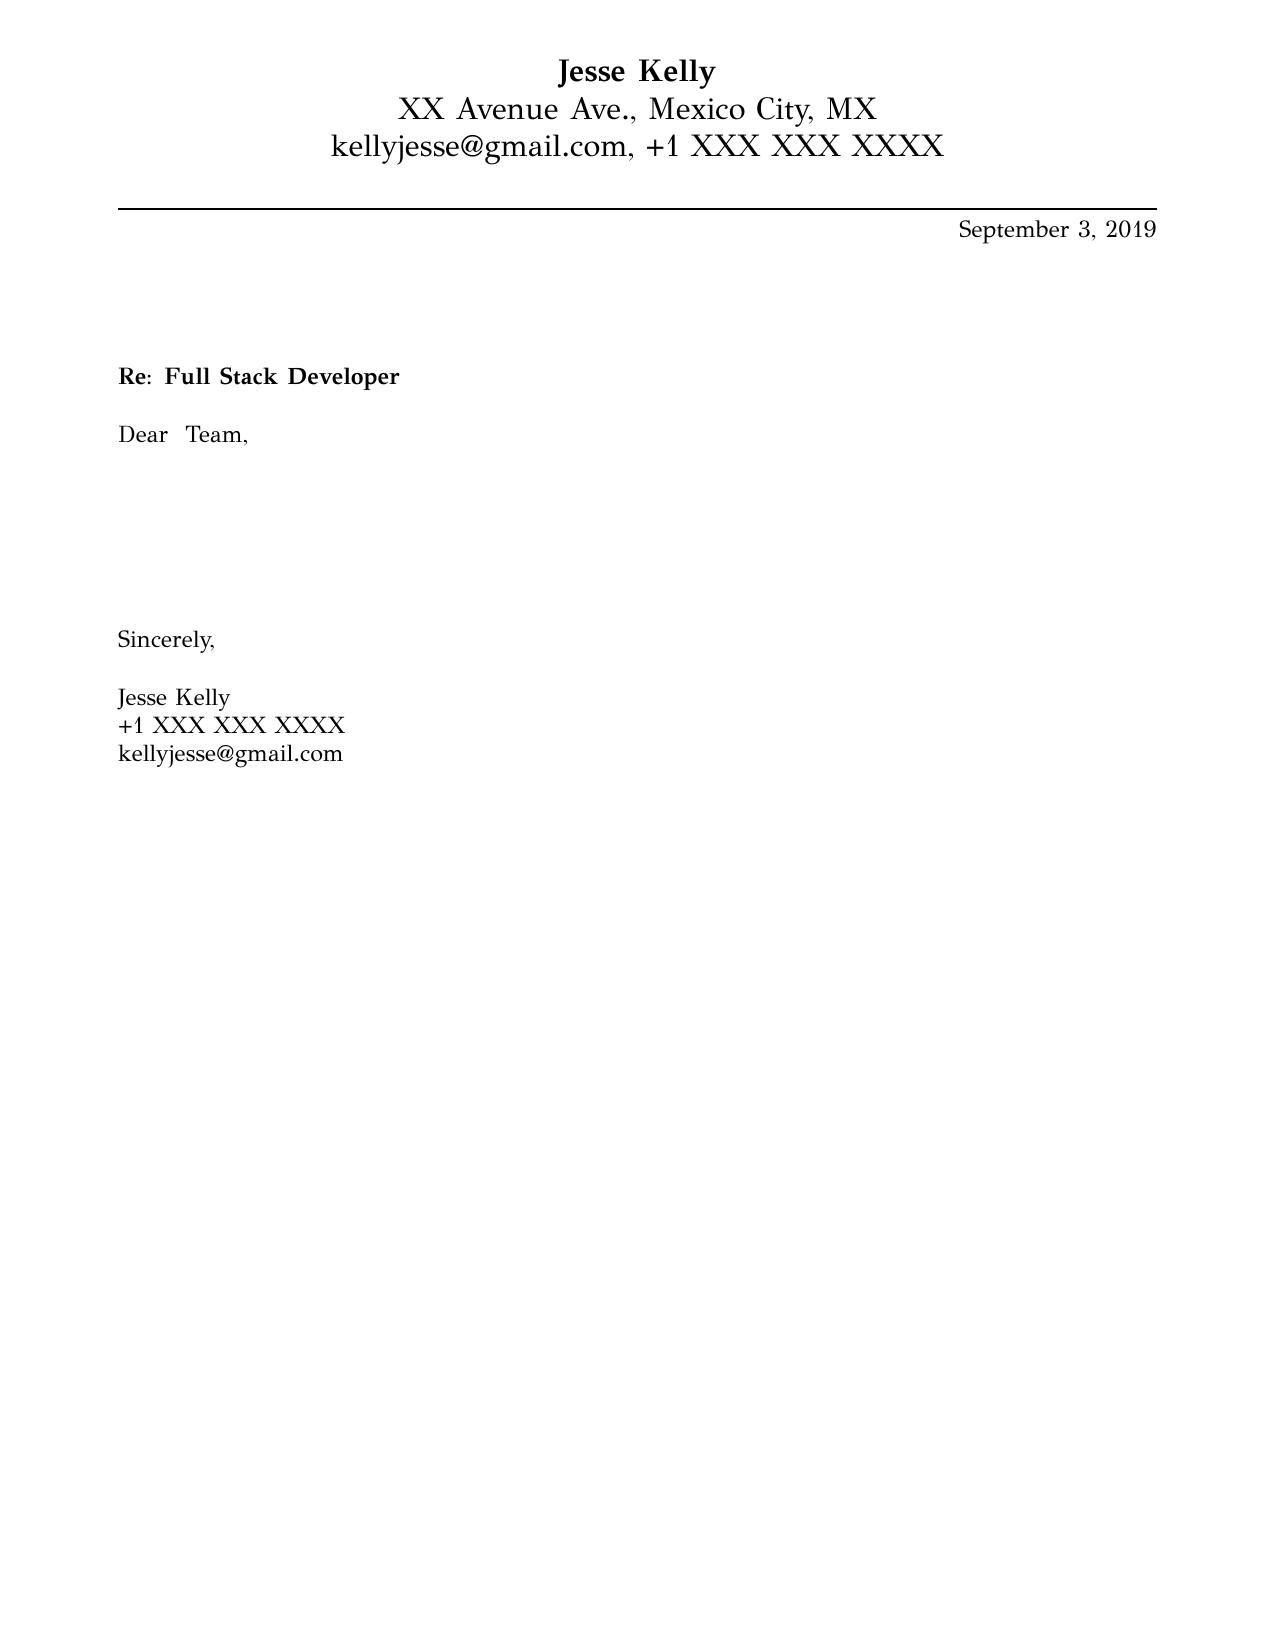 Jesse Kelly
XX Avenue Ave., Mexico City, MX
kellyjesse@gmail.com, +1 XXX XXX XXXX
September 3, 2019
Re: Full Stack Developer
Dear Team,
Sincerely,
Jesse Kelly
+1 XXX XXX XXXX
kellyjesse@gmail.com